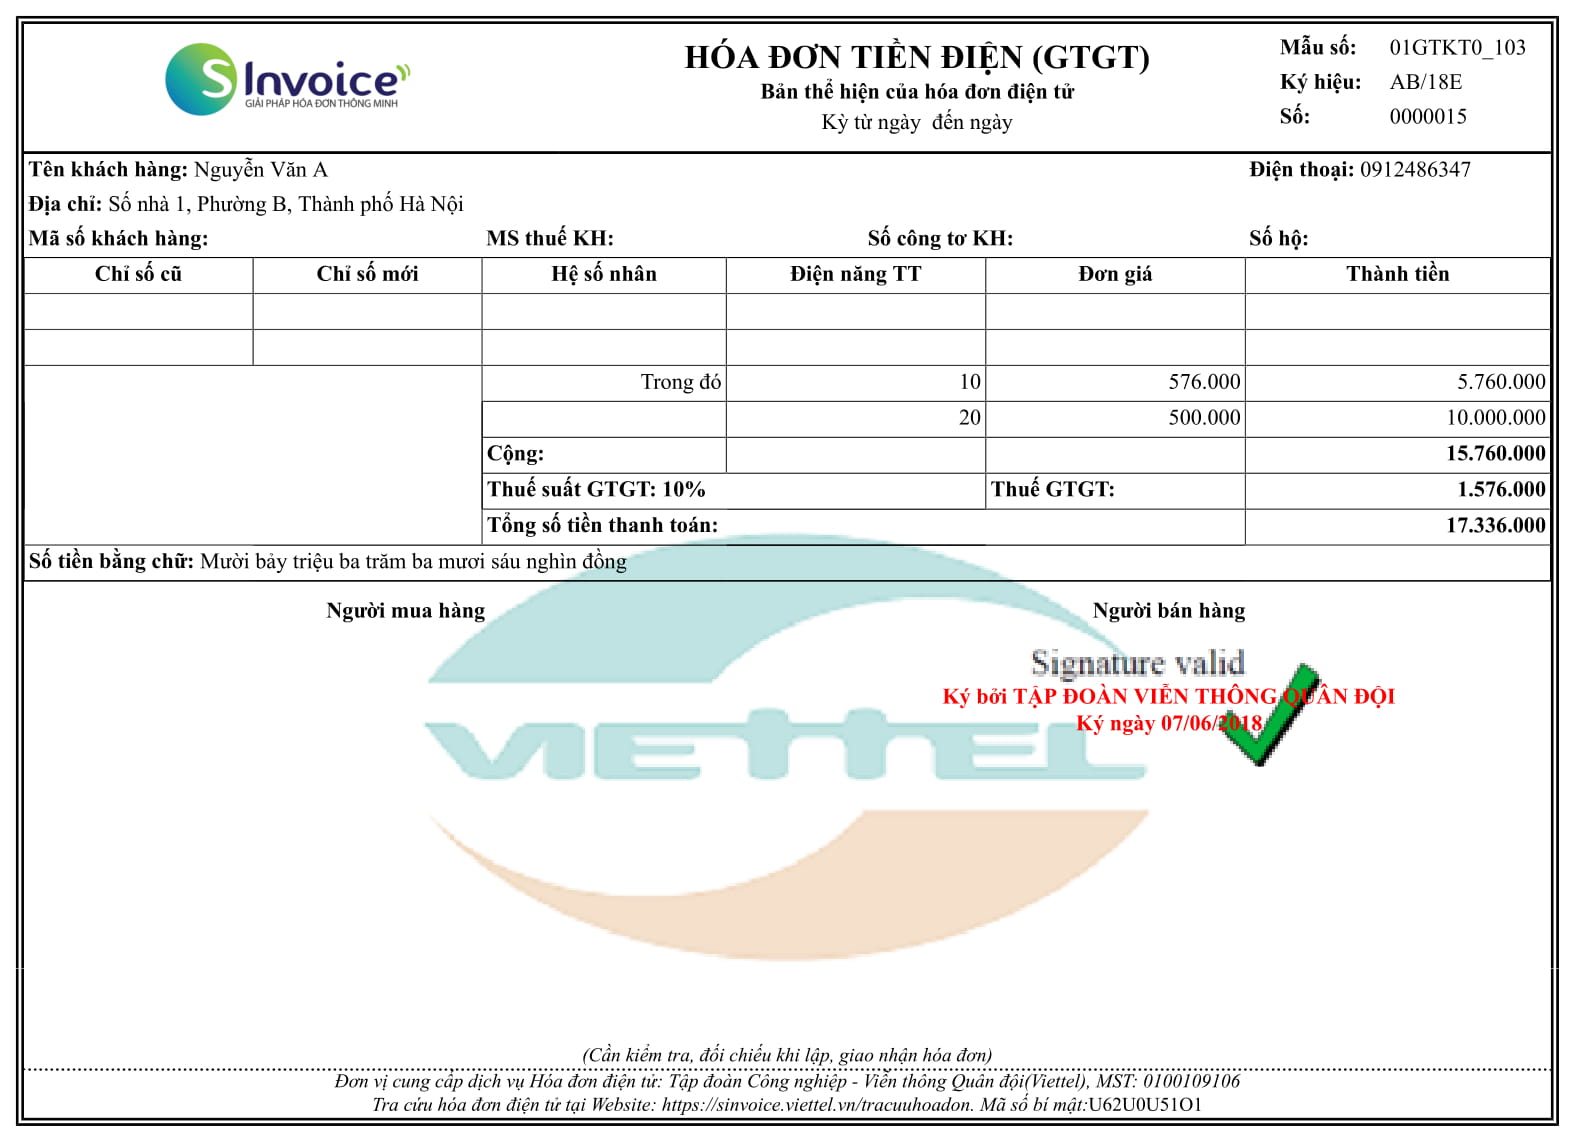 S Invoice
GIẢI PHÁP HÓA ĐƠN THÔNG MINH
HÓA ĐƠN TIỀN ĐIỆN (GTGT)
Bản thể hiện của hóa đơn điện tử
Kỳ từ ngày đến ngày
Mẫu số: 01GTKT0_103
Ký hiệu: AB/18E
Số: 0000015
Tên khách hàng: Nguyễn Văn A Điện thoại: 0912486347
Địa chỉ: Số nhà 1, Phường B, Thành phố Hà Nội
Mã số khách hàng: MS thuế KH: Số công tơ KH: Số hộ:
Chỉ số cũ Chỉ số mới Hệ số nhân Điện năng TT Đơn giá Thành tiền
Trong đó 10 576.000 5.760.000
20 500.000 10.000.000
Cộng: 15.760.000
Thuế suất GTGT: 10% Thuế GTGT: 1.576.000
Tổng số tiền thanh toán: 17.336.000
Số tiền bằng chữ: Mười bảy triệu ba trăm ba mươi sáu nghìn đồng
Người mua hàng Người bán hàng
Signature valid
Ký bởi TẬP ĐOÀN VIỄN THÔNG QUÂN ĐỘI
Ký ngày 07/06/2018
VIETTEL
(Cần kiểm tra, đối chiếu khi lập, giao nhận hóa đơn)
Đơn vị cung cấp dịch vụ Hóa đơn điện tử: Tập đoàn Công nghiệp - Viễn thông Quân đội(Viettel), MST: 0100109106
Tra cứu hóa đơn điện tử tại Website: https://sinvoice.viettel.vn/tracuuhoadon. Mã số bí mật:U62U0U51O1